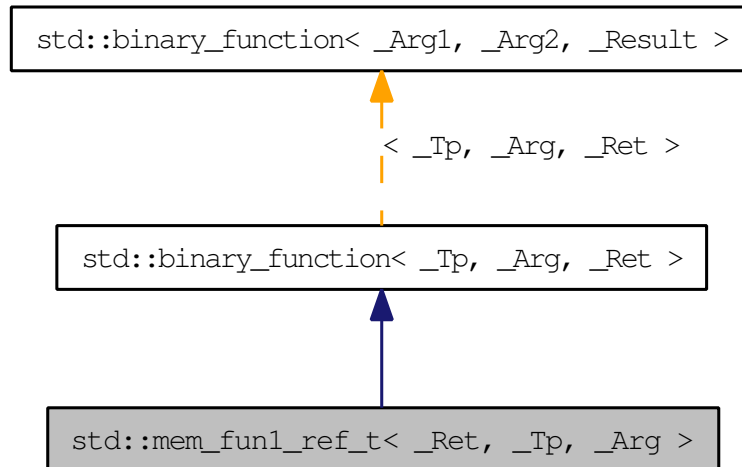 std::binary_function< _Arg1, _Arg2, _Result >
< _Tp, _Arg, _Ret >
std::binary_function< _Tp, _Arg, _Ret >
std::mem_fun1_ref_t< _Ret, _Tp, _Arg >